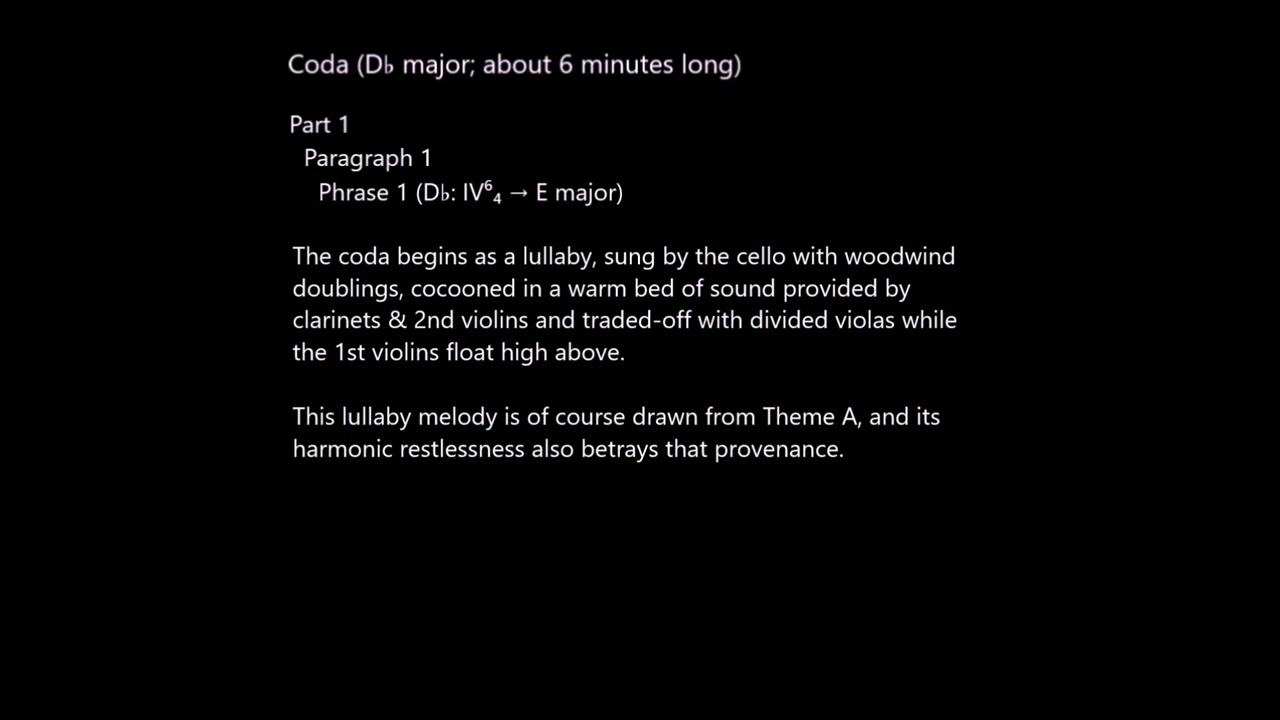 Coda (D♭ major; about 6 minutes long)
Part 1
Paragraph 1
Phrase 1 (D♭: IV⁶₄ → E major)
The coda begins as a lullaby, sung by the cello with woodwind
doublings, cocooned in a warm bed of sound provided by
clarinets & 2nd violins and traded-off with divided violas while
the 1st violins float high above.
This lullaby melody is of course drawn from Theme A, and its
harmonic restlessness also betrays that provenance.